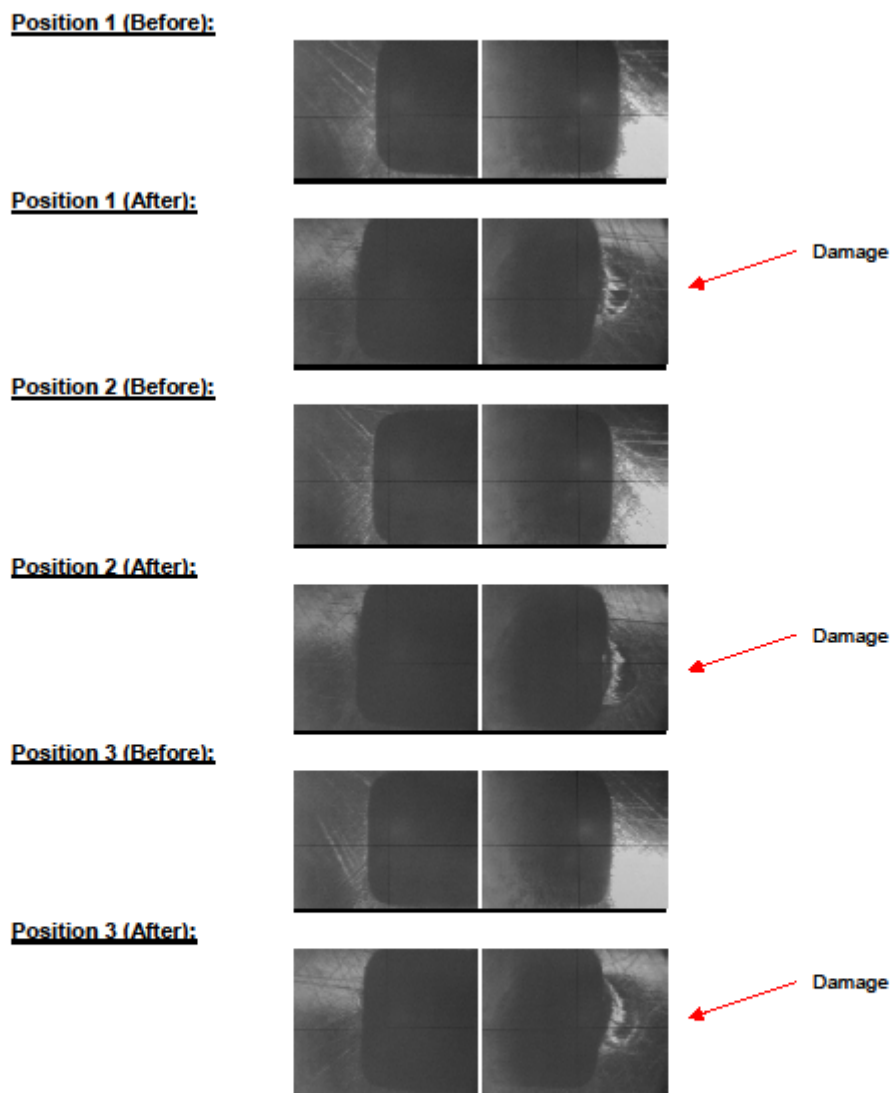 Position 1 (Before):
Position 1 (After):
Damage
Position 2 (Before):
Position 2 (After):
Damage
Position 3 (Before):
Position 3 (After):
Damage